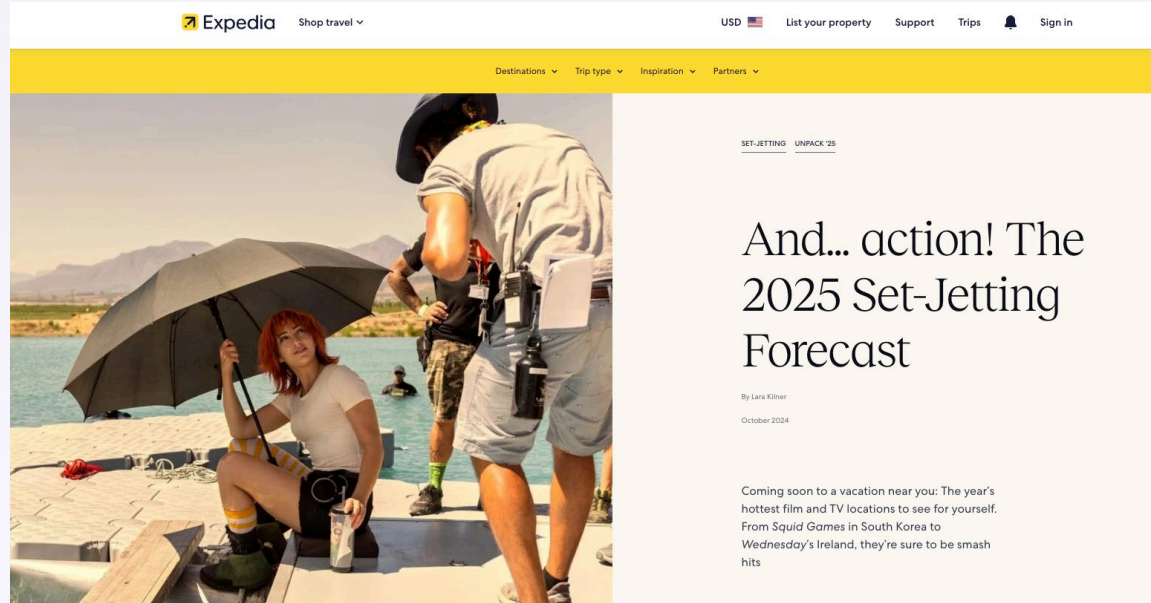 Expedia
Shop travel
USD
List your property
Support
Trips
Sign in
Destinations
Trip type
Inspiration
Partners
SET-JETTING
UNPACK '25
And... action! The
2025 Set-Jetting
Forecast
By Lara Kilner
October 2024
Coming soon to a vacation near you: The year's
hottest film and TV locations to see for yourself.
From Squid Games in South Korea to
Wednesday's Ireland, they're sure to be smash
hits